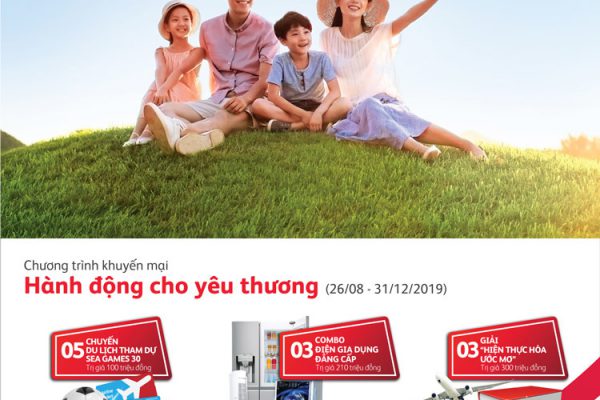 Chương trình khuyến mại
Hành động cho yêu thương (26/08 - 31/12/2019)
05 CHUYẾN
DU LỊCH THAM DỰ
SEA GAMES 30
Trị giá 100 triệu đồng
03 COMBO
ĐIỆN GIA DỤNG
ĐẲNG CẤP
Trị giá 210 triệu đồng
03 GIẢI
"HIỆN THỰC HÓA
ƯỚC MƠ"
Trị giá 300 triệu đồng